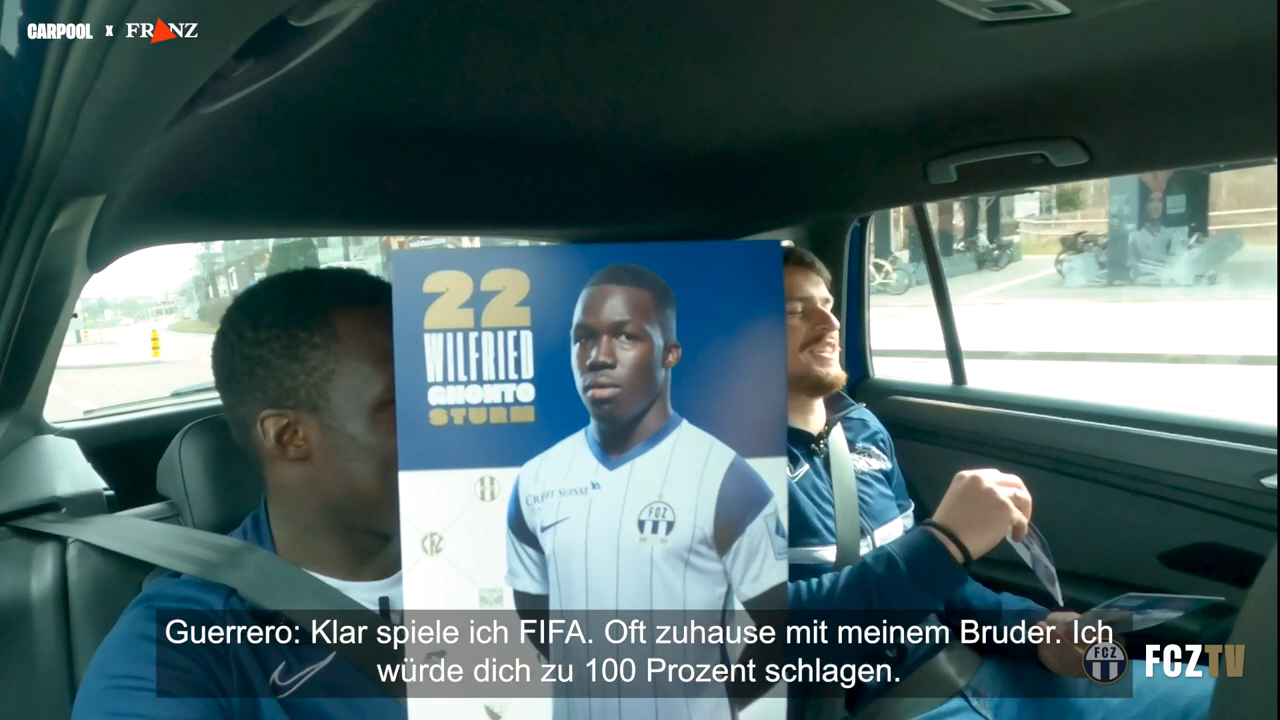 CARPOOL X FRANZ
22
WILFRIED
GNONTO
STURM
CREDIT SUISSE
FCZ
Guerrero: Klar spiele ich FIFA. Oft zuhause mit meinem Bruder. Ich
würde dich zu 100 Prozent schlagen.
FCZ
FCZTV